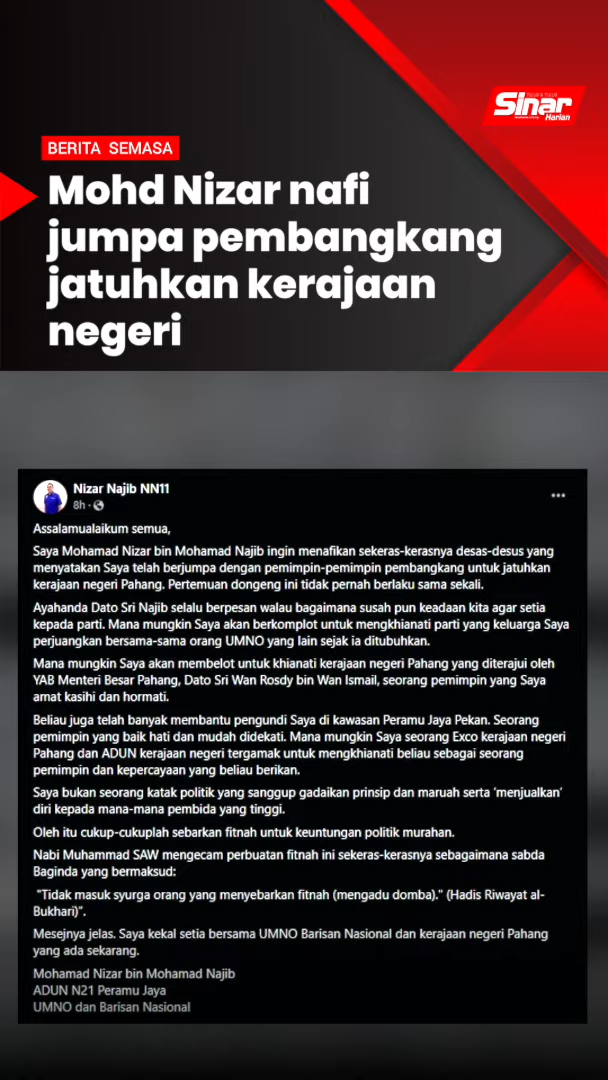 Sinar
Harian
BERITA SEMASA
Mohd Nizar nafi
jumpa pembangkang
jatuhkan kerajaan
negeri
Nizar Najib NN11
8h ·
Assalamualaikum semua,
Saya Mohamad Nizar bin Mohamad Najib ingin menafikan sekeras-kerasnya desas-desus yang
menyatakan Saya telah berjumpa dengan pemimpin-pemimpin pembangkang untuk jatuhkan
kerajaan negeri Pahang. Pertemuan dongeng ini tidak pernah berlaku sama sekali.
Ayahanda Dato Sri Najib selalu berpesan walau bagaimana susah pun keadaan kita agar setia
kepada parti. Mana mungkin Saya akan berkomplot untuk mengkhianati parti yang keluarga Saya
perjuangkan bersama-sama orang UMNO yang lain sejak ia ditubuhkan.
Mana mungkin Saya akan membelot untuk khianati kerajaan negeri Pahang yang diterajui oleh
YAB Menteri Besar Pahang, Dato Sri Wan Rosdy bin Wan Ismail, seorang pemimpin yang Saya
amat kasihi dan hormati.
Beliau juga telah banyak membantu pengundi Saya di kawasan Peramu Jaya Pekan. Seorang
pemimpin yang baik hati dan mudah didekati. Mana mungkin Saya seorang Exco kerajaan negeri
Pahang dan ADUN kerajaan negeri tergamak untuk mengkhianati beliau sebagai seorang
pemimpin dan kepercayaan yang beliau berikan.
Saya bukan seorang katak politik yang sanggup gadaikan prinsip dan maruah serta ‘menjualkan’
diri kepada mana-mana pembida yang tinggi.
Oleh itu cukup-cukuplah sebarkan fitnah untuk keuntungan politik murahan.
Nabi Muhammad SAW mengecam perbuatan fitnah ini sekeras-kerasnya sebagaimana sabda
Baginda yang bermaksud:
"Tidak masuk syurga orang yang menyebarkan fitnah (mengadu domba)." (Hadis Riwayat al-
Bukhari)”.
Mesejnya jelas. Saya kekal setia bersama UMNO Barisan Nasional dan kerajaan negeri Pahang
yang ada sekarang.
Mohamad Nizar bin Mohamad Najib
ADUN N21 Peramu Jaya
UMNO dan Barisan Nasional